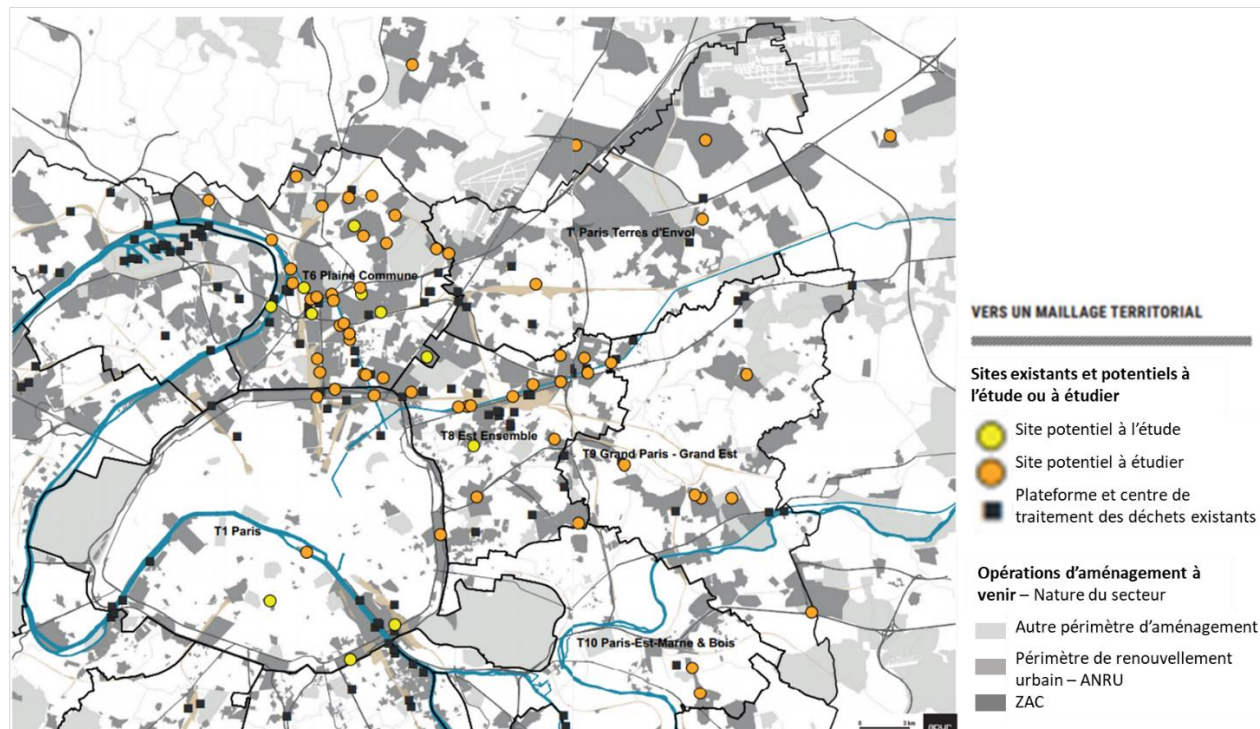 T6 Plaine Commune
T' Paris Terres d'Envol
T8 Est Ensemble
T9 Grand Paris - Grand Est
T1 Paris
T10 Paris-Est-Marne & Bois
0 3 km
apur
VERS UN MAILLAGE TERRITORIAL
Sites existants et potentiels à
l'étude ou à étudier
Site potentiel à l'étude
Site potentiel à étudier
Plateforme et centre de
traitement des déchets existants
Opérations d'aménagement à
venir – Nature du secteur
Autre périmètre d'aménagement
Périmètre de renouvellement
urbain – ANRU
ZAC